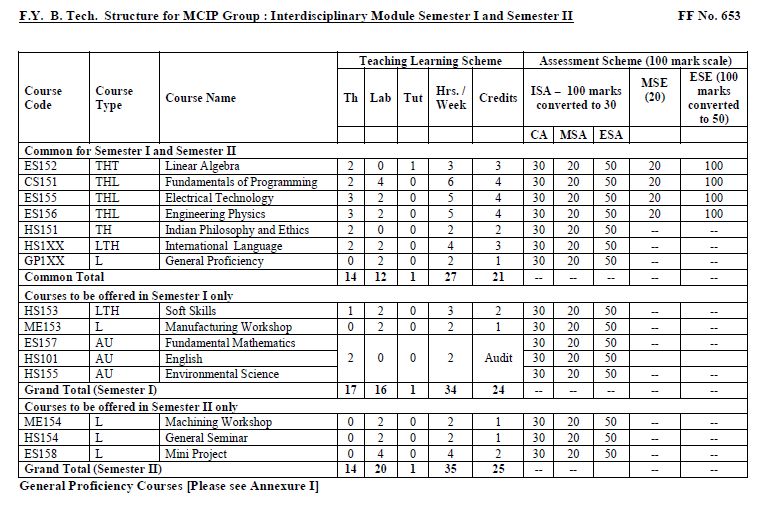 F.Y. B. Tech. Structure for MCIP Group : Interdisciplinary Module Semester I and Semester II FF No. 653
Course Code Course Type Course Name Teaching Learning Scheme Assessment Scheme (100 mark scale)
Th Lab Tut Hrs. / Week Credits ISA – 100 marks converted to 30 MSE (20) ESE (100 marks converted to 50)
CA MSA ESA
Common for Semester I and Semester II
ES152 THT Linear Algebra 2 0 1 3 3 30 20 50 20 100
CS151 THL Fundamentals of Programming 2 4 0 6 4 30 20 50 20 100
ES155 THL Electrical Technology 3 2 0 5 4 30 20 50 20 100
ES156 THL Engineering Physics 3 2 0 5 4 30 20 50 20 100
HS151 TH Indian Philosophy and Ethics 2 0 0 2 2 30 20 50 -- --
HS1XX LTH International Language 2 2 0 4 3 30 20 50 -- --
GP1XX L General Proficiency 0 2 0 2 1 30 20 50 -- --
Common Total 14 12 1 27 21 -- -- -- -- --
Courses to be offered in Semester I only
HS153 LTH Soft Skills 1 2 0 3 2 30 20 50 -- --
ME153 L Manufacturing Workshop 0 2 0 2 1 30 20 50 -- --
ES157 AU Fundamental Mathematics 2 0 0 2 Audit 30 20 50
HS101 AU English 30 20 50
HS155 AU Environmental Science 30 20 50 -- --
Grand Total (Semester I) 17 16 1 34 24 -- -- -- -- --
Courses to be offered in Semester II only
ME154 L Machining Workshop 0 2 0 2 1 30 20 50 -- --
HS154 L General Seminar 0 2 0 2 1 30 20 50 -- --
ES158 L Mini Project 0 4 0 4 2 30 20 50 -- --
Grand Total (Semester II) 14 20 1 35 25 -- -- -- --
General Proficiency Courses [Please see Annexure I]